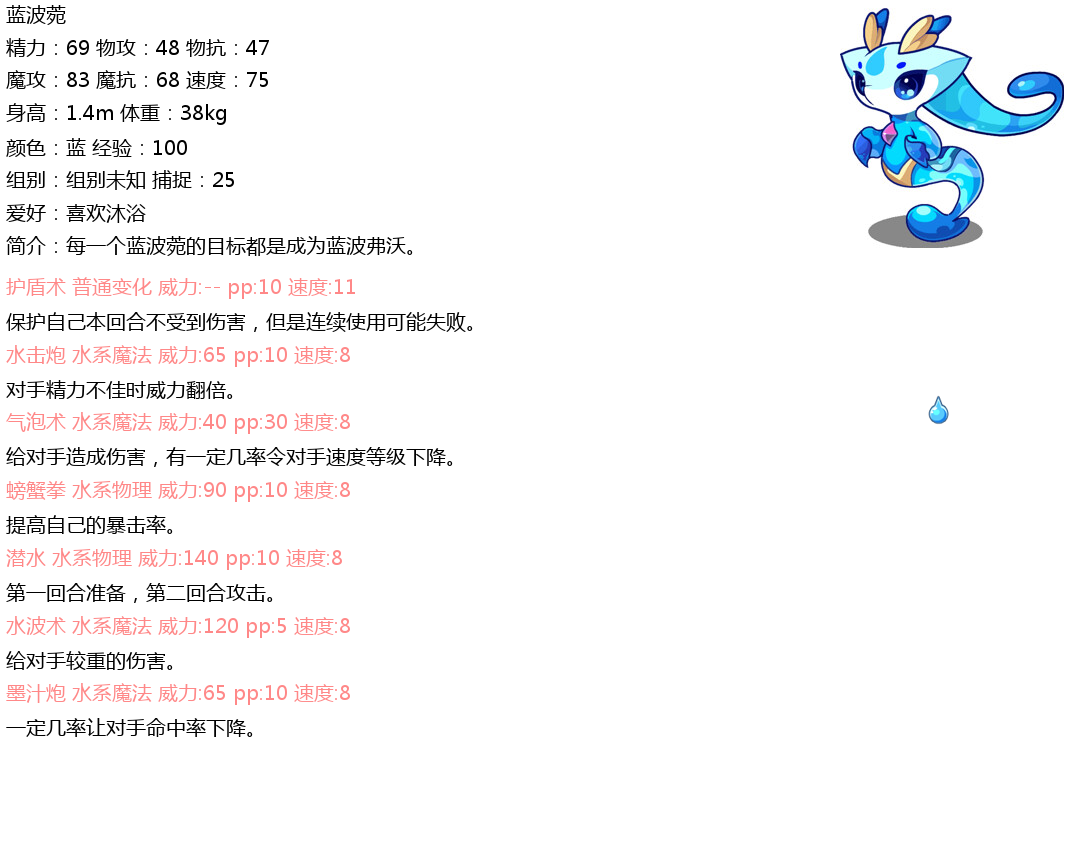 蓝波菀
精力：69 物攻：48 物抗：47
魔攻：83 魔抗：68 速度：75
身高：1.4m 体重：38kg
颜色：蓝 经验：100
组别：组别未知 捕捉：25
爱好：喜欢沐浴
简介：每一个蓝波菀的目标都是成为蓝波弗沃。
护盾术 普通变化 威力:-- pp:10 速度:11
保护自己本回合不受到伤害，但是连续使用可能失败。
水击炮 水系魔法 威力:65 pp:10 速度:8
对手精力不佳时威力翻倍。
气泡术 水系魔法 威力:40 pp:30 速度:8
给对手造成伤害，有一定几率令对手速度等级下降。
螃蟹拳 水系物理 威力:90 pp:10 速度:8
提高自己的暴击率。
潜水 水系物理 威力:140 pp:10 速度:8
第一回合准备，第二回合攻击。
水波术 水系魔法 威力:120 pp:5 速度:8
给对手较重的伤害。
墨汁炮 水系魔法 威力:65 pp:10 速度:8
一定几率让对手命中率下降。